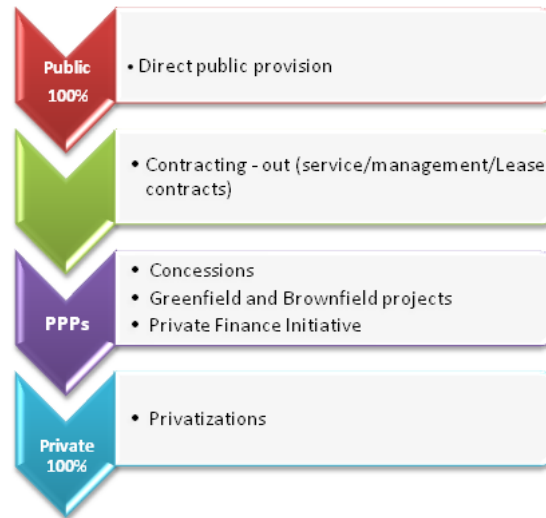 Public
100%
• Direct public provision
• Contracting - out (service/management/Lease
contracts)
PPPs
• Concessions
• Greenfield and Brownfield projects
• Private Finance Initiative
Private
100%
• Privatizations